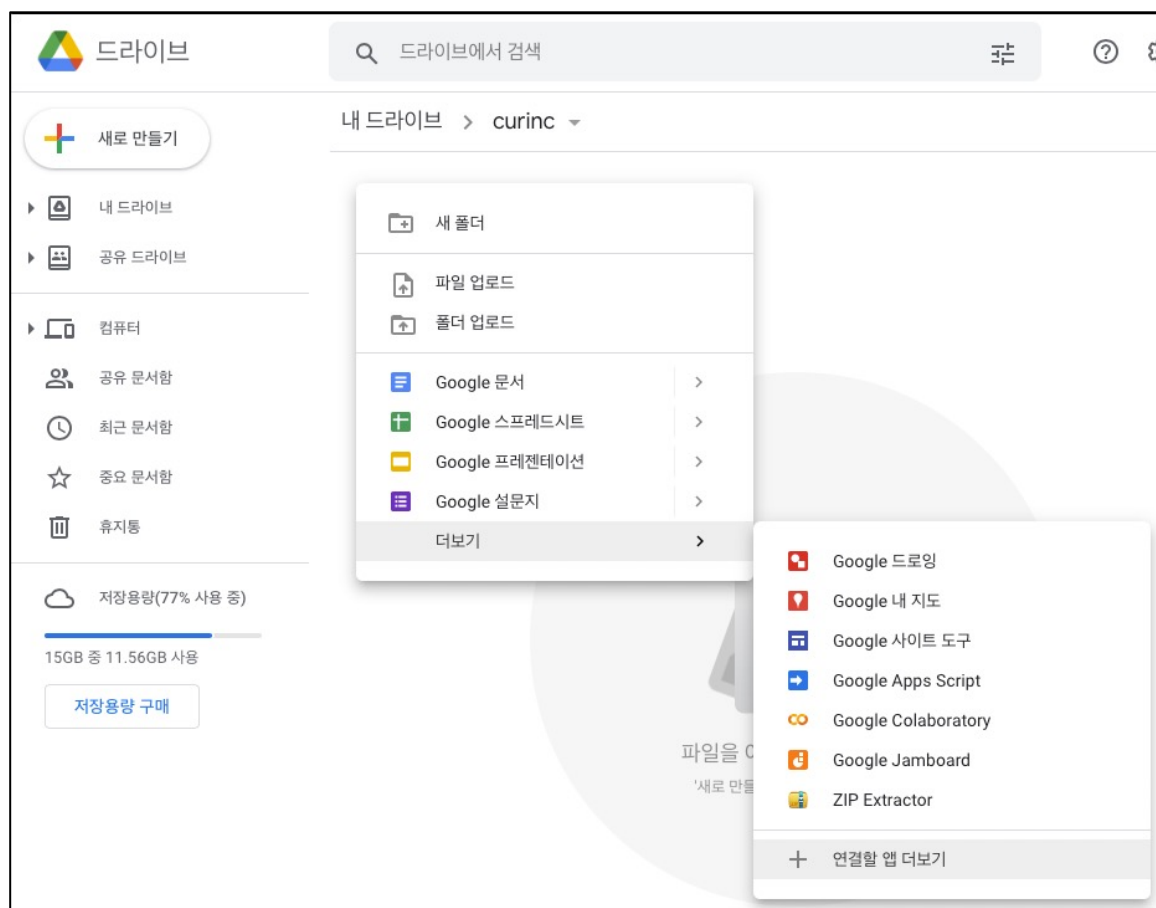 드라이브
드라이브에서 검색
새로 만들기
내 드라이브
공유 드라이브
컴퓨터
공유 문서함
최근 문서함
중요 문서함
휴지통
저장용량(77% 사용 중)
15GB 중 11.56GB 사용
저장용량 구매
내 드라이브 > curinc
새 폴더
파일 업로드
폴더 업로드
Google 문서
Google 스프레드시트
Google 프레젠테이션
Google 설문지
더보기
Google 드로잉
Google 내 지도
Google 사이트 도구
Google Apps Script
Google Colaboratory
Google Jamboard
ZIP Extractor
연결할 앱 더보기
파일을
'새로 만